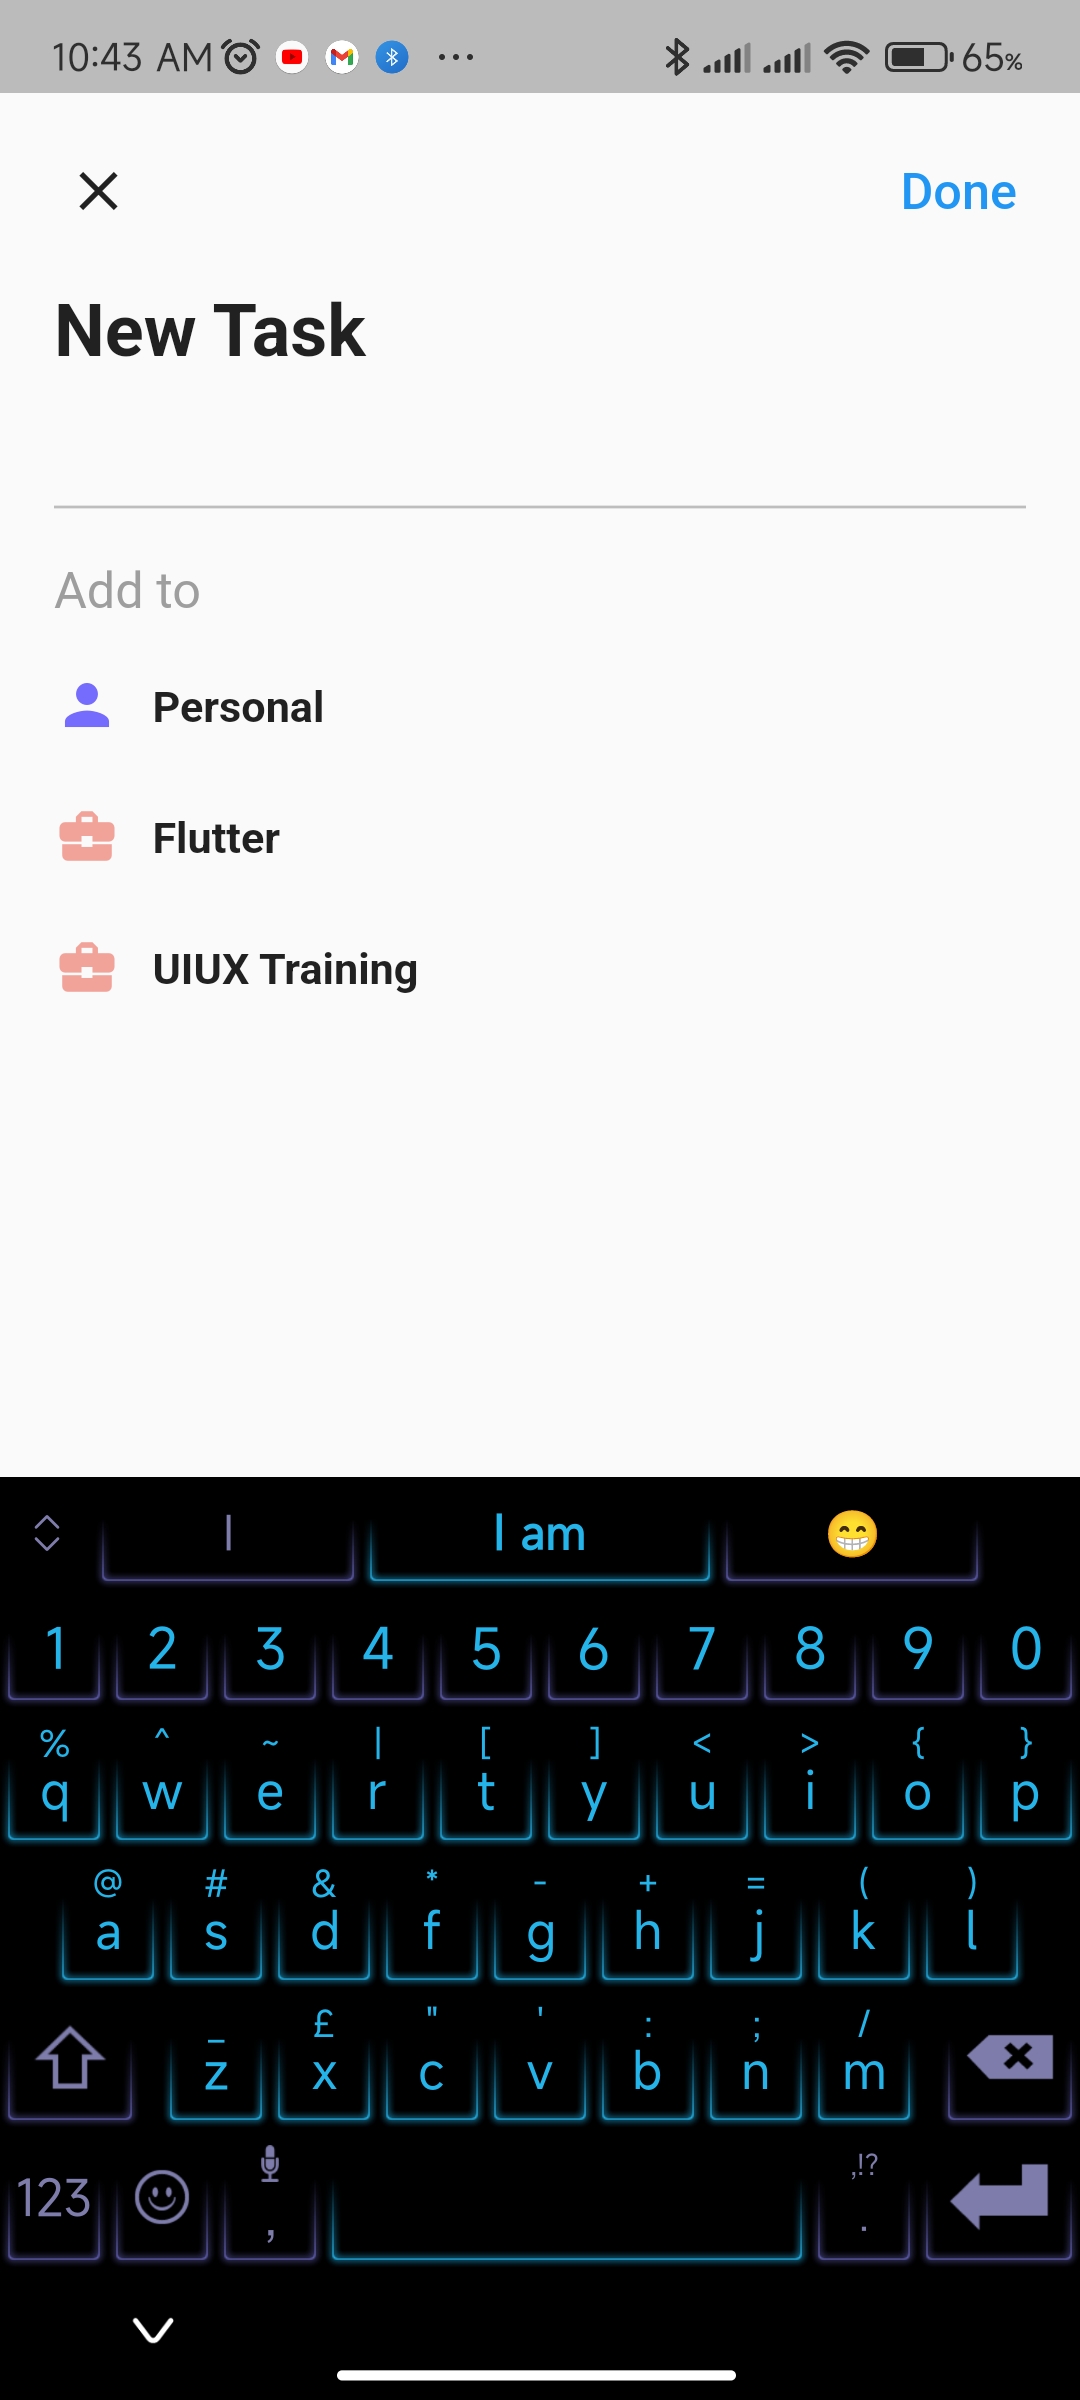 10:43 AM ... 65%
Done
New Task
Add to
Personal
Flutter
UIUX Training
I I am 😁
1 2 3 4 5 6 7 8 9 0
% ^ ~ | [ ] < > { }
q w e r t y u i o p
@ # & * - + = ( )
a s d f g h j k l
_ £ " ' : ; /
z x c v b n m
,!?
123 , .